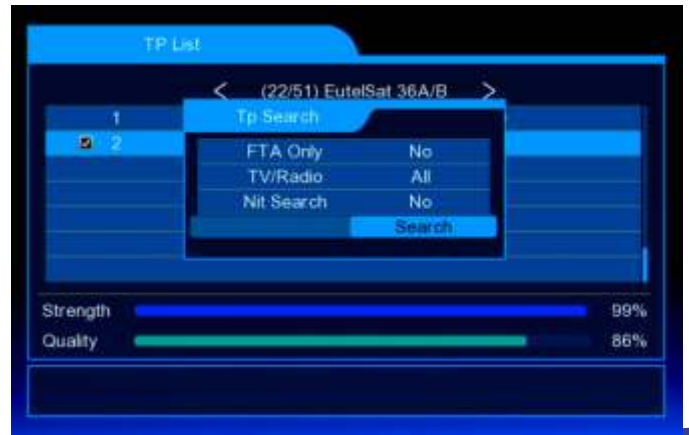 TP List
< (22/51) EutelSat 36A/B >
1
Tp Search
2
FTA Only No
TV/Radio All
Nit Search No
Search
Strength 99%
Quality 86%